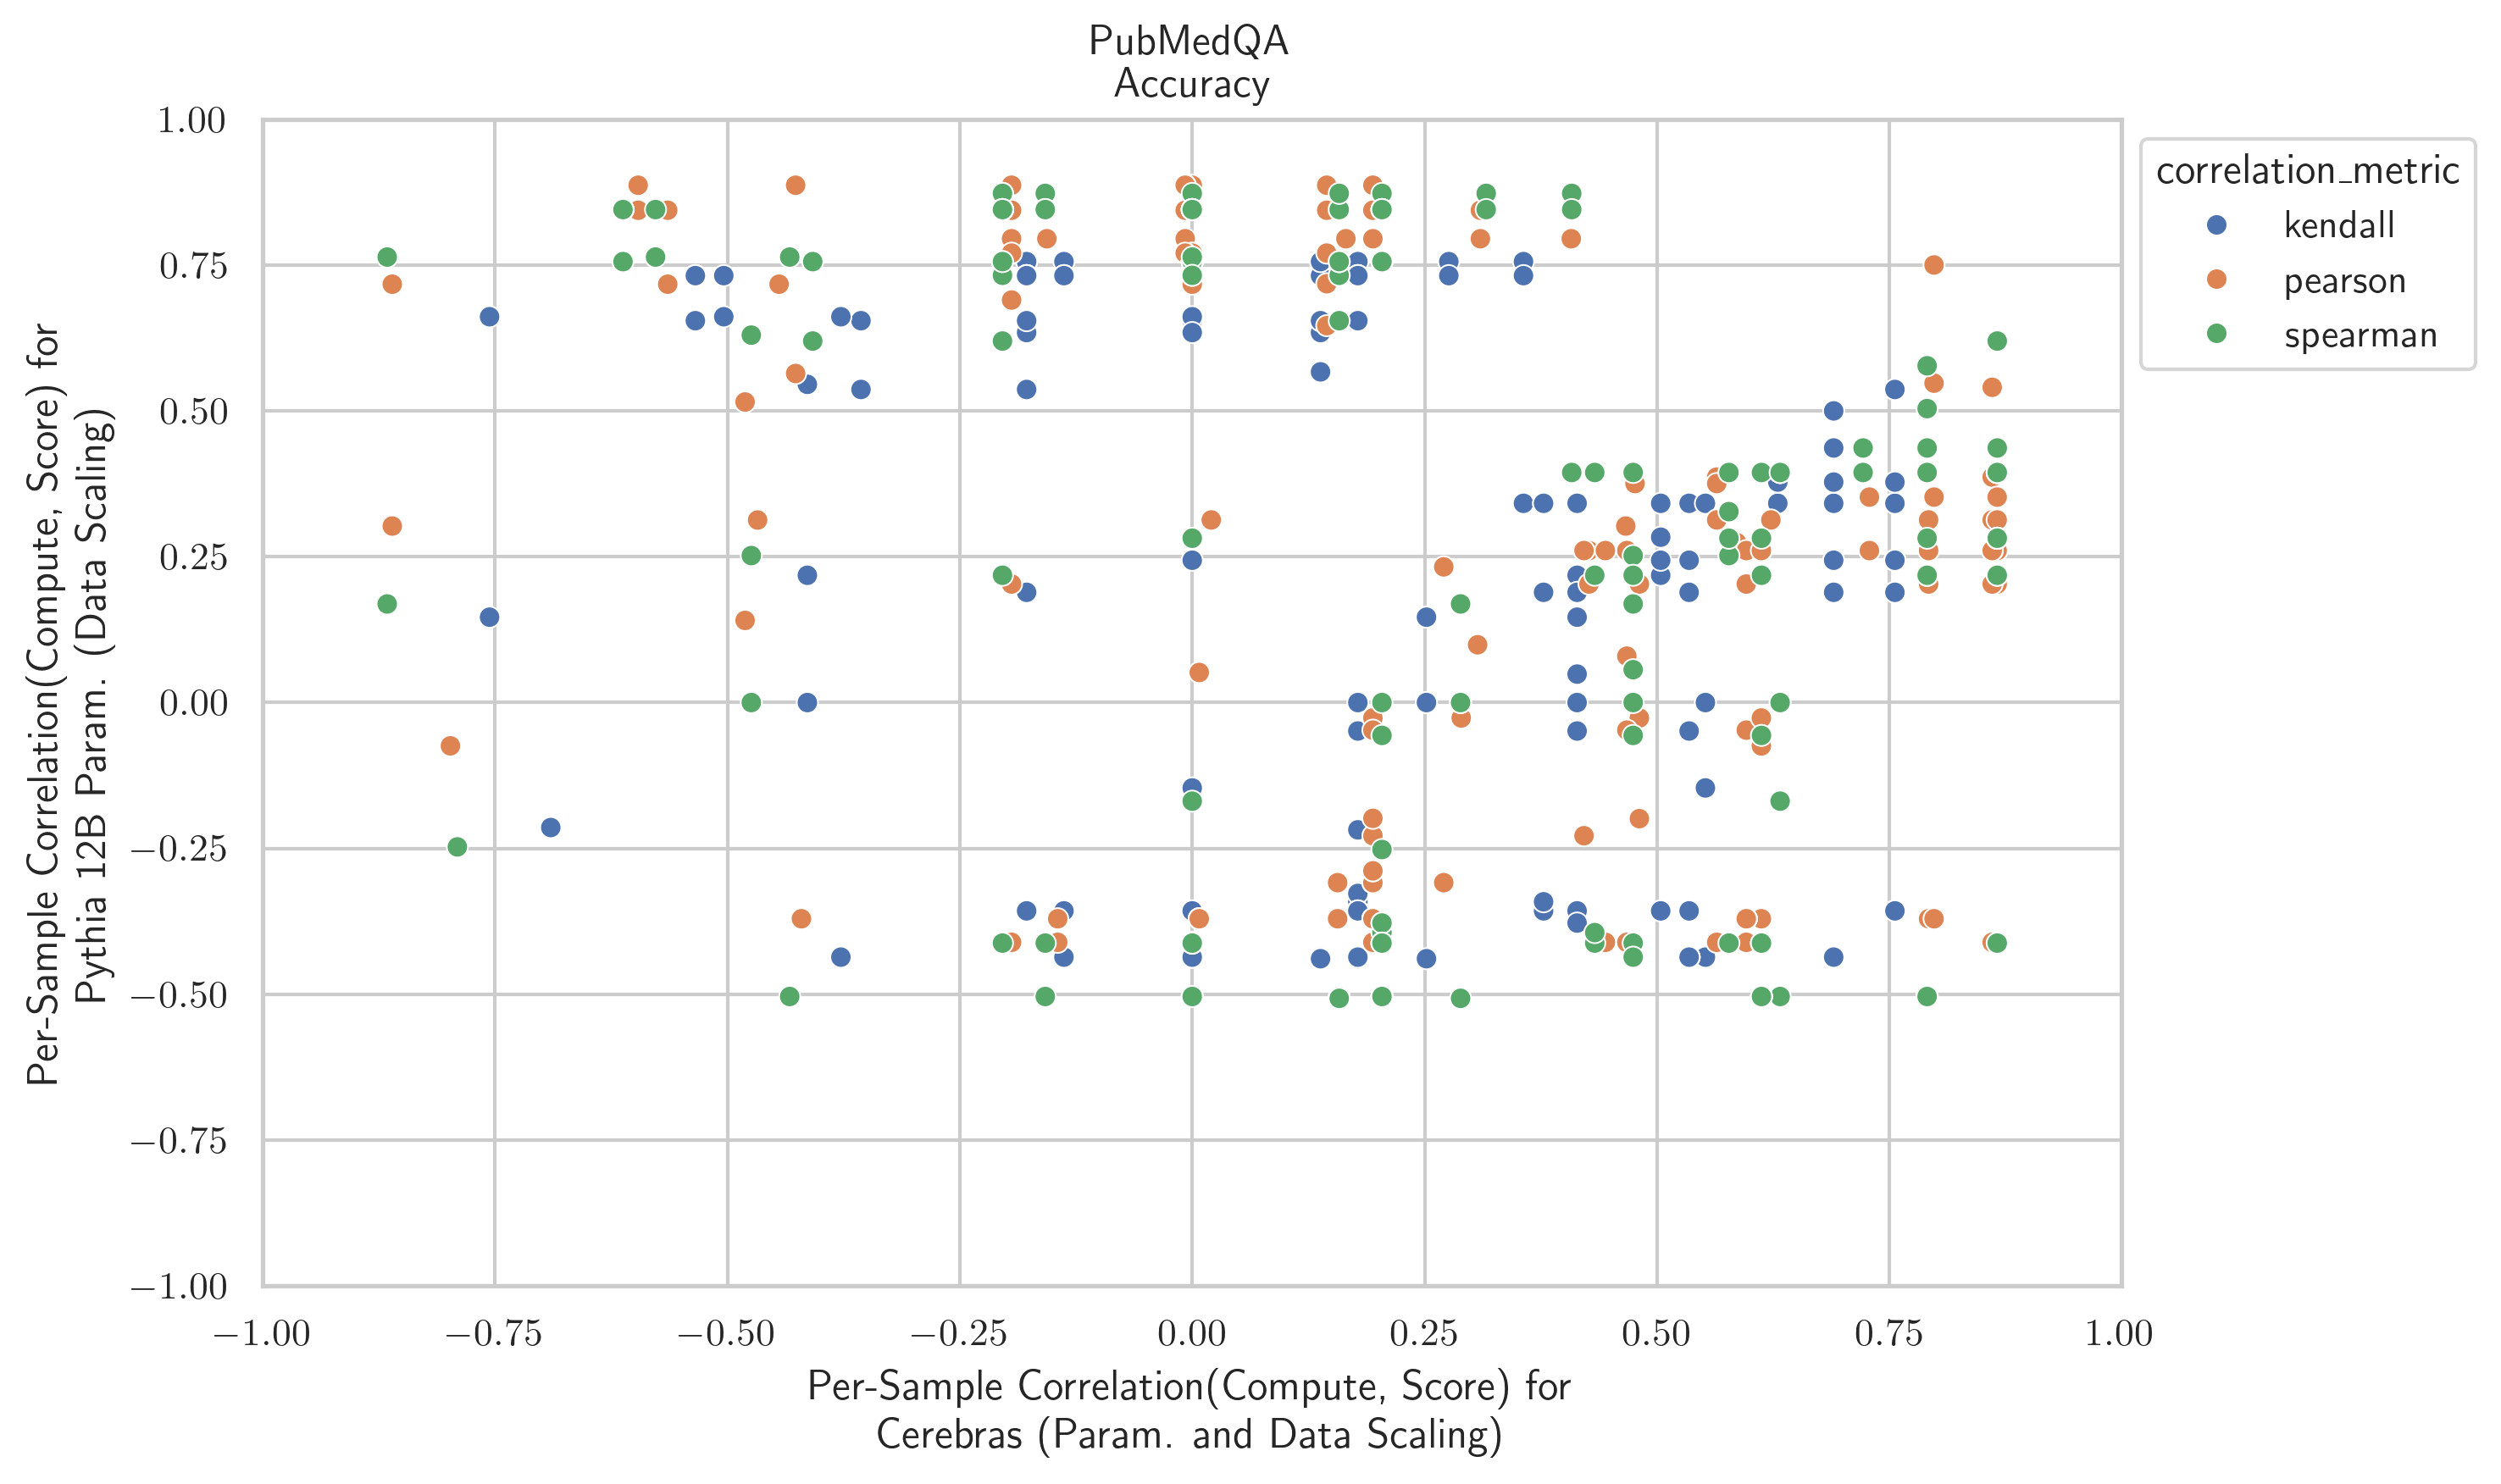 PubMedQA
Accuracy
Per-Sample Correlation(Compute, Score) for
Pythia 12B Param. (Data Scaling)
1.00
0.75
0.50
0.25
0.00
−0.25
−0.50
−0.75
−1.00
−1.00 −0.75 −0.50 −0.25 0.00 0.25 0.50 0.75 1.00
Per-Sample Correlation(Compute, Score) for
Cerebras (Param. and Data Scaling)
correlation_metric
kendall
pearson
spearman